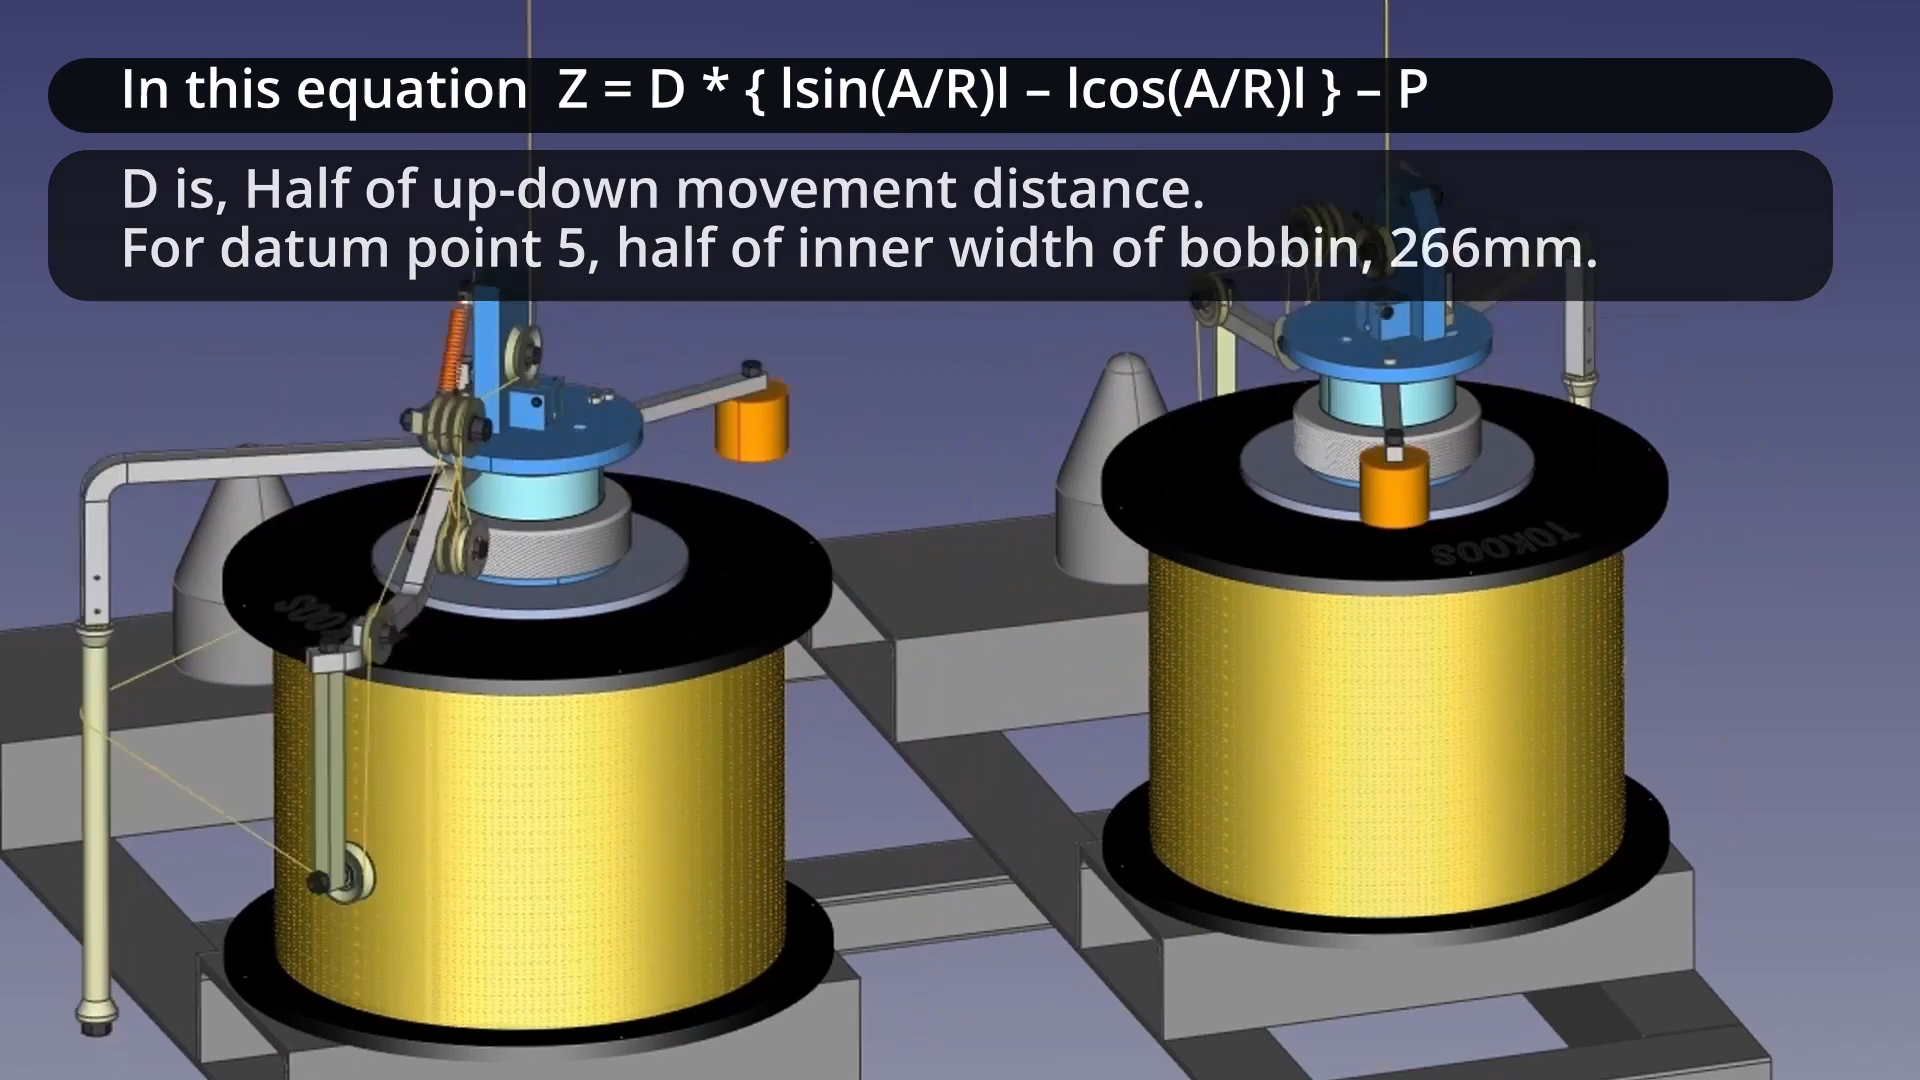 In this equation  Z = D * { lsin(A/R)l – lcos(A/R)l } – P
D is, Half of up-down movement distance.
For datum point 5, half of inner width of bobbin, 266mm.
TOKOOS